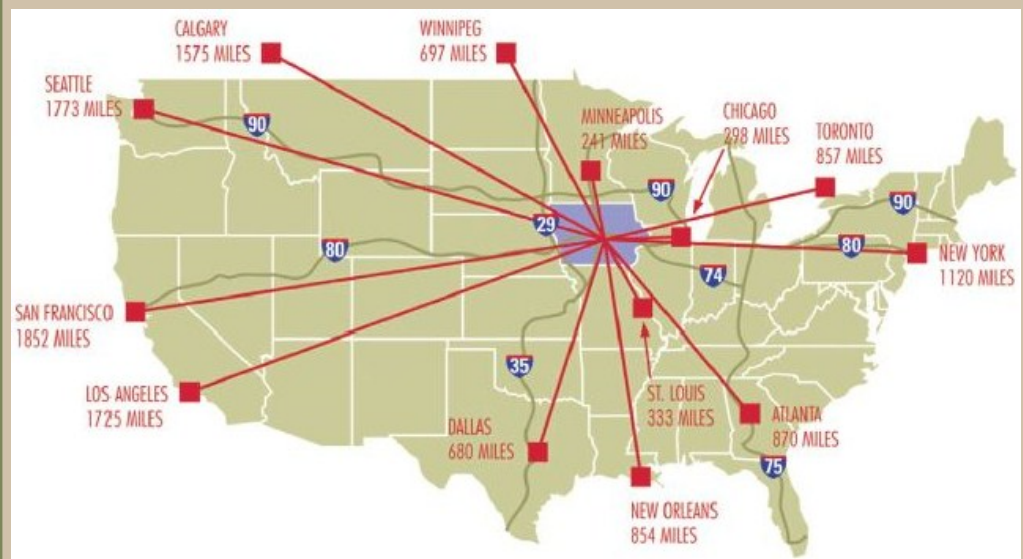 CALGARY
1575 MILES
WINNIPEG
697 MILES
SEATTLE
1773 MILES
90
MINNEAPOLIS
241 MILES
CHICAGO
298 MILES
TORONTO
857 MILES
90
90
29
80
80
74
NEW YORK
1120 MILES
SAN FRANCISCO
1852 MILES
35
LOS ANGELES
1725 MILES
ST. LOUIS
333 MILES
DALLAS
680 MILES
ATLANTA
870 MILES
75
NEW ORLEANS
854 MILES